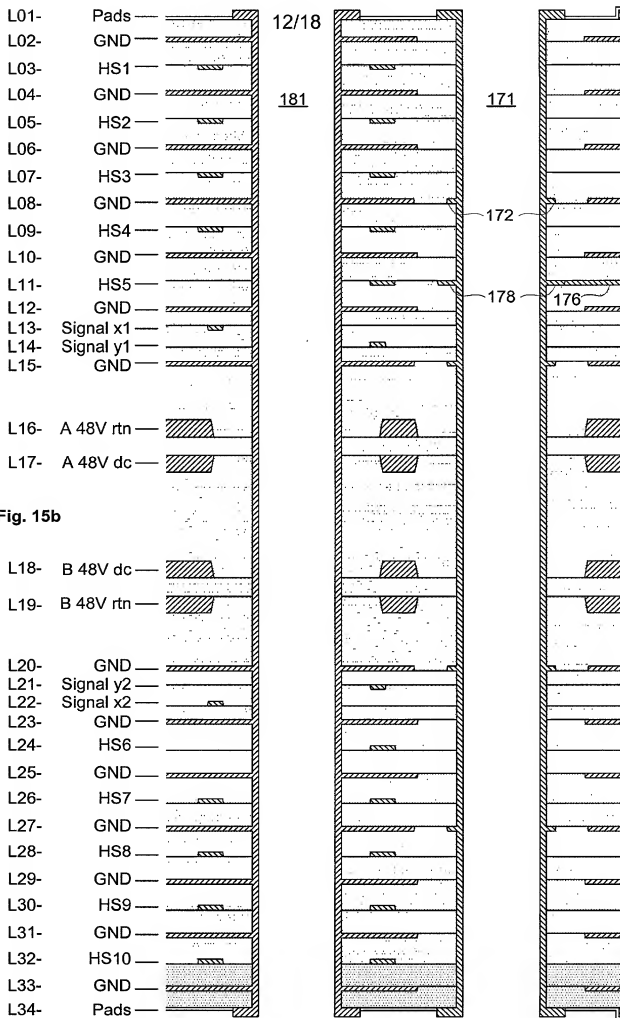 L01- Pads
12/18
L02- GND
L03- HS1
L04- GND
181
171
L05- HS2
L06- GND
L07- HS3
L08- GND
172
L09- HS4
L10- GND
L11- HS5
178
176
L12- GND
L13- Signal x1
L14- Signal y1
L15- GND
L16- A 48V rtn
L17- A 48V dc
Fig. 15b
L18- B 48V dc
L19- B 48V rtn
L20- GND
L21- Signal y2
L22- Signal x2
L23- GND
L24- HS6
L25- GND
L26- HS7
L27- GND
L28- HS8
L29- GND
L30- HS9
L31- GND
L32- HS10
L33- GND
L34- Pads